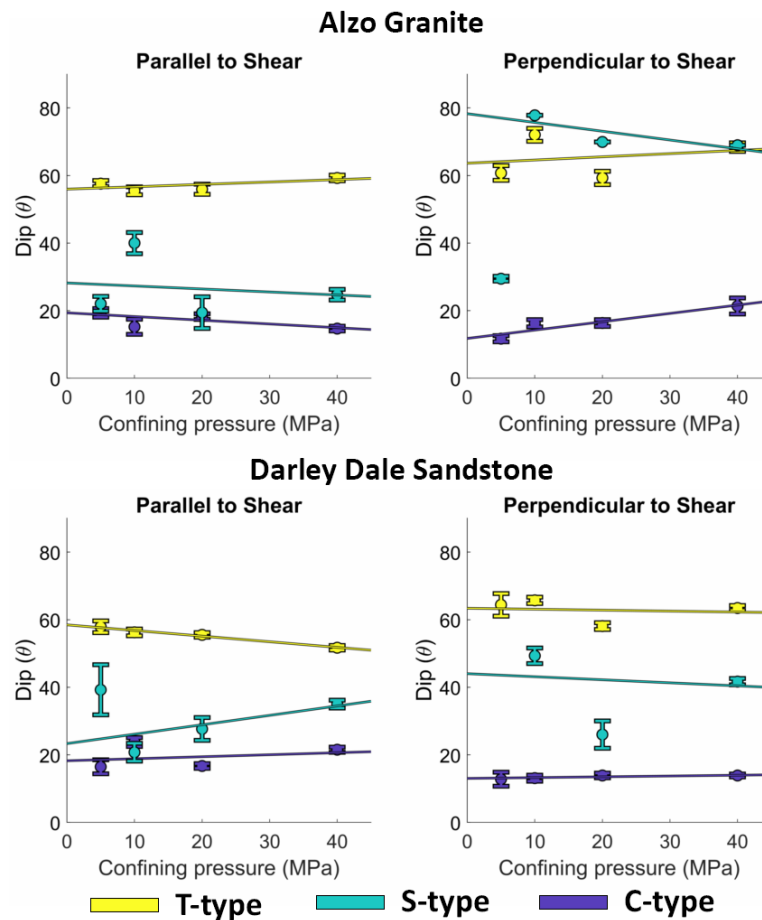 Alzo Granite
Parallel to Shear
Perpendicular to Shear
80
60
40
20
0
Dip (θ)
0 10 20 30 40
Confining pressure (MPa)
80
60
40
20
0
Dip (θ)
0 10 20 30 40
Confining pressure (MPa)
Darley Dale Sandstone
Parallel to Shear
Perpendicular to Shear
80
60
40
20
0
Dip (θ)
0 10 20 30 40
Confining pressure (MPa)
80
60
40
20
0
Dip (θ)
0 10 20 30 40
Confining pressure (MPa)
T-type S-type C-type